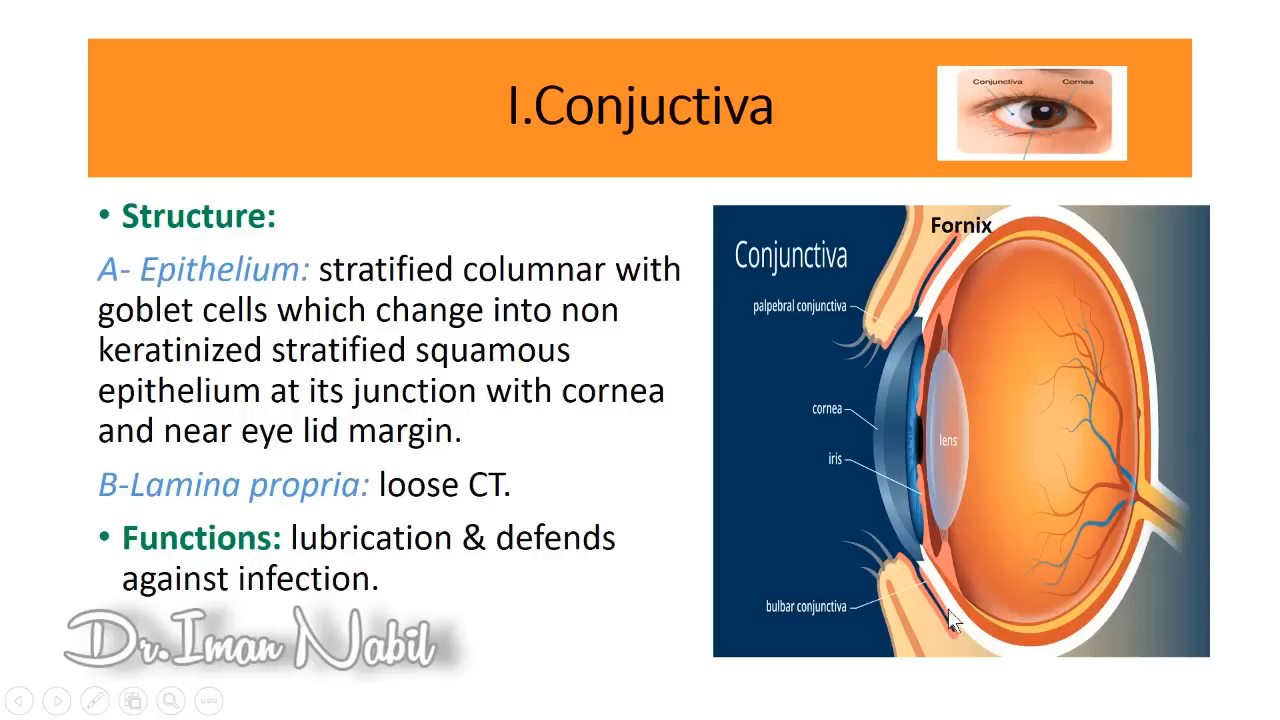 I.Conjuctiva
Conjunctiva
Cornea
• Structure:
A- Epithelium: stratified columnar with
goblet cells which change into non
keratinized stratified squamous
epithelium at its junction with cornea
and near eye lid margin.
B-Lamina propria: loose CT.
• Functions: lubrication & defends
against infection.
Dr.Iman Nabil
Fornix
Conjunctiva
palpebral conjunctiva
cornea
lens
iris
bulbar conjunctiva